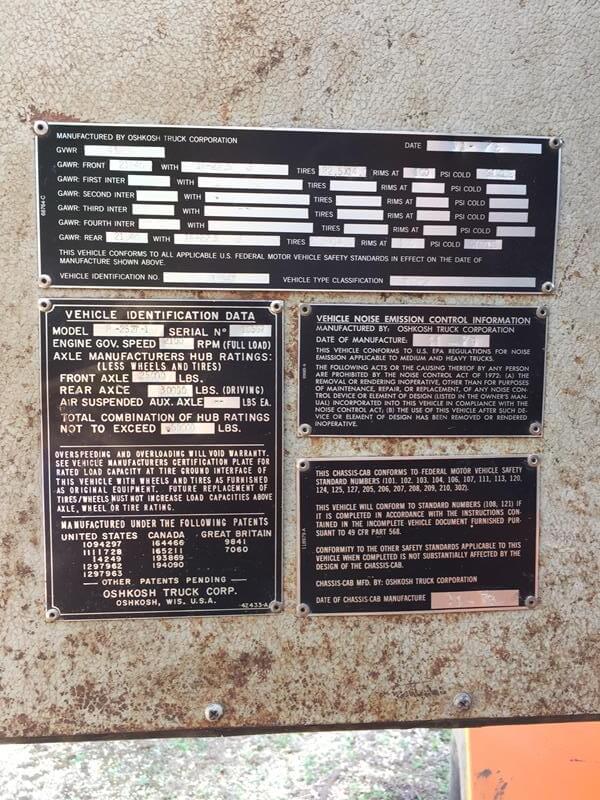 MANUFACTURED BY OSHKOSH TRUCK CORPORATION DATE
GVWR
GAWR: FRONT WITH TIRES RIMS AT PSI COLD
GAWR: FIRST INTER WITH TIRES RIMS AT PSI COLD
GAWR: SECOND INTER WITH TIRES RIMS AT PSI COLD
GAWR: THIRD INTER WITH TIRES RIMS AT PSI COLD
GAWR: FOURTH INTER WITH TIRES RIMS AT PSI COLD
GAWR: REAR WITH TIRES RIMS AT PSI COLD
THIS VEHICLE CONFORMS TO ALL APPLICABLE U.S. FEDERAL MOTOR VEHICLE SAFETY STANDARDS IN EFFECT ON THE DATE OF
MANUFACTURE SHOWN ABOVE.
VEHICLE IDENTIFICATION NO. VEHICLE TYPE CLASSIFICATION
VEHICLE IDENTIFICATION DATA
MODEL SERIAL Nº
ENGINE GOV. SPEED 2100 RPM (FULL LOAD)
AXLE MANUFACTURERS HUB RATINGS:
(LESS WHEELS AND TIRES)
FRONT AXLE LBS.
REAR AXLE LBS. (DRIVING)
AIR SUSPENDED AUX. AXLE -- LBS EA.
TOTAL COMBINATION OF HUB RATINGS
NOT TO EXCEED LBS.
OVERSPEEDING AND OVERLOADING WILL VOID WARRANTY.
SEE VEHICLE MANUFACTURERS CERTIFICATION PLATE FOR
RATED LOAD CAPACITY AT TIRE GROUND INTERFACE OF
THIS VEHICLE WITH WHEELS AND TIRES AS FURNISHED
AS ORIGINAL EQUIPMENT. FUTURE REPLACEMENT OF
TIRES/WHEELS MUST NOT INCREASE LOAD CAPACITIES ABOVE
AXLE, WHEEL OR TIRE RATING.
MANUFACTURED UNDER THE FOLLOWING PATENTS
UNITED STATES CANADA GREAT BRITAIN
1094297 164466 9841
1111728 165211 7060
14249 193869
1297962 194090
1297963
OTHER PATENTS PENDING
OSHKOSH TRUCK CORP.
OSHKOSH, WIS. U.S.A. 42433-A
VEHICLE NOISE EMISSION CONTROL INFORMATION
MANUFACTURED BY: OSHKOSH TRUCK CORPORATION
DATE OF MANUFACTURE:
THIS VEHICLE CONFORMS TO U.S. EPA REGULATIONS FOR NOISE
EMISSION APPLICABLE TO MEDIUM AND HEAVY TRUCKS.
THE FOLLOWING ACTS OR THE CAUSING THEREOF BY ANY PERSON
ARE PROHIBITED BY THE NOISE CONTROL ACT OF 1972: (A) THE
REMOVAL OR RENDERING INOPERATIVE, OTHER THAN FOR PURPOSES
OF MAINTENANCE, REPAIR, OR REPLACEMENT, OF ANY NOISE CON-
TROL DEVICE OR ELEMENT OF DESIGN (LISTED IN THE OWNER'S MAN-
UAL) INCORPORATED INTO THIS VEHICLE IN COMPLIANCE WITH THE
NOISE CONTROL ACT; (B) THE USE OF THIS VEHICLE AFTER SUCH DE-
VICE OR ELEMENT OF DESIGN HAS BEEN REMOVED OR RENDERED
INOPERATIVE.
THIS CHASSIS-CAB CONFORMS TO FEDERAL MOTOR VEHICLE SAFETY
STANDARD NUMBERS (101, 102, 103, 104, 106, 107, 111, 113, 120,
124, 125, 127, 205, 206, 207, 208, 209, 210, 302).
THIS VEHICLE WILL CONFORM TO STANDARD NUMBERS (108, 121) IF
IT IS COMPLETED IN ACCORDANCE WITH THE INSTRUCTIONS CON-
TAINED IN THE INCOMPLETE VEHICLE DOCUMENT FURNISHED PUR-
SUANT TO 49 CFR PART 568.
CONFORMITY TO THE OTHER SAFETY STANDARDS APPLICABLE TO THIS
VEHICLE WHEN COMPLETED IS NOT SUBSTANTIALLY AFFECTED BY THE
DESIGN OF THE CHASSIS-CAB.
CHASSIS-CAB MFD. BY: OSHKOSH TRUCK CORPORATION
DATE OF CHASSIS-CAB MANUFACTURE